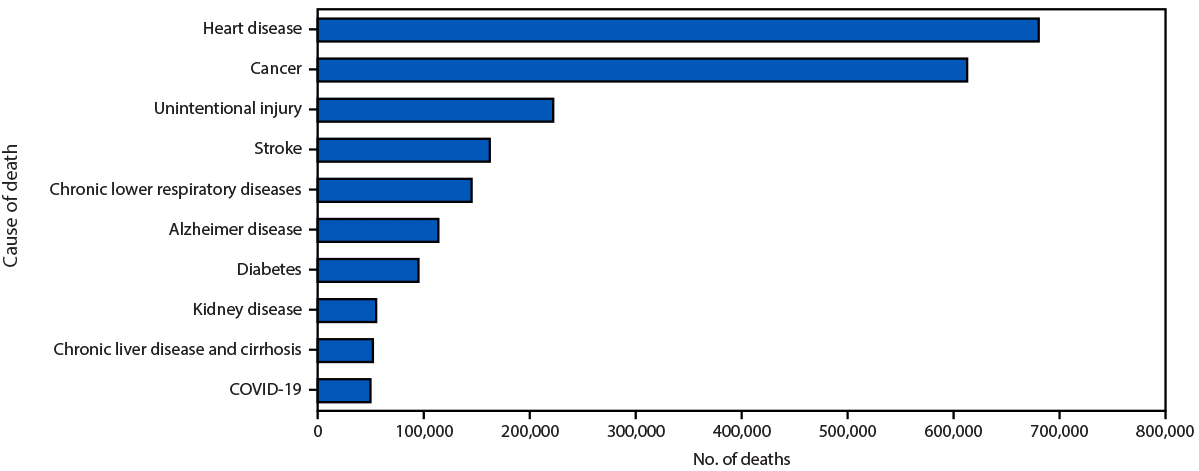 Cause of death
Heart disease
Cancer
Unintentional injury
Stroke
Chronic lower respiratory diseases
Alzheimer disease
Diabetes
Kidney disease
Chronic liver disease and cirrhosis
COVID-19
0 100,000 200,000 300,000 400,000 500,000 600,000 700,000 800,000
No. of deaths